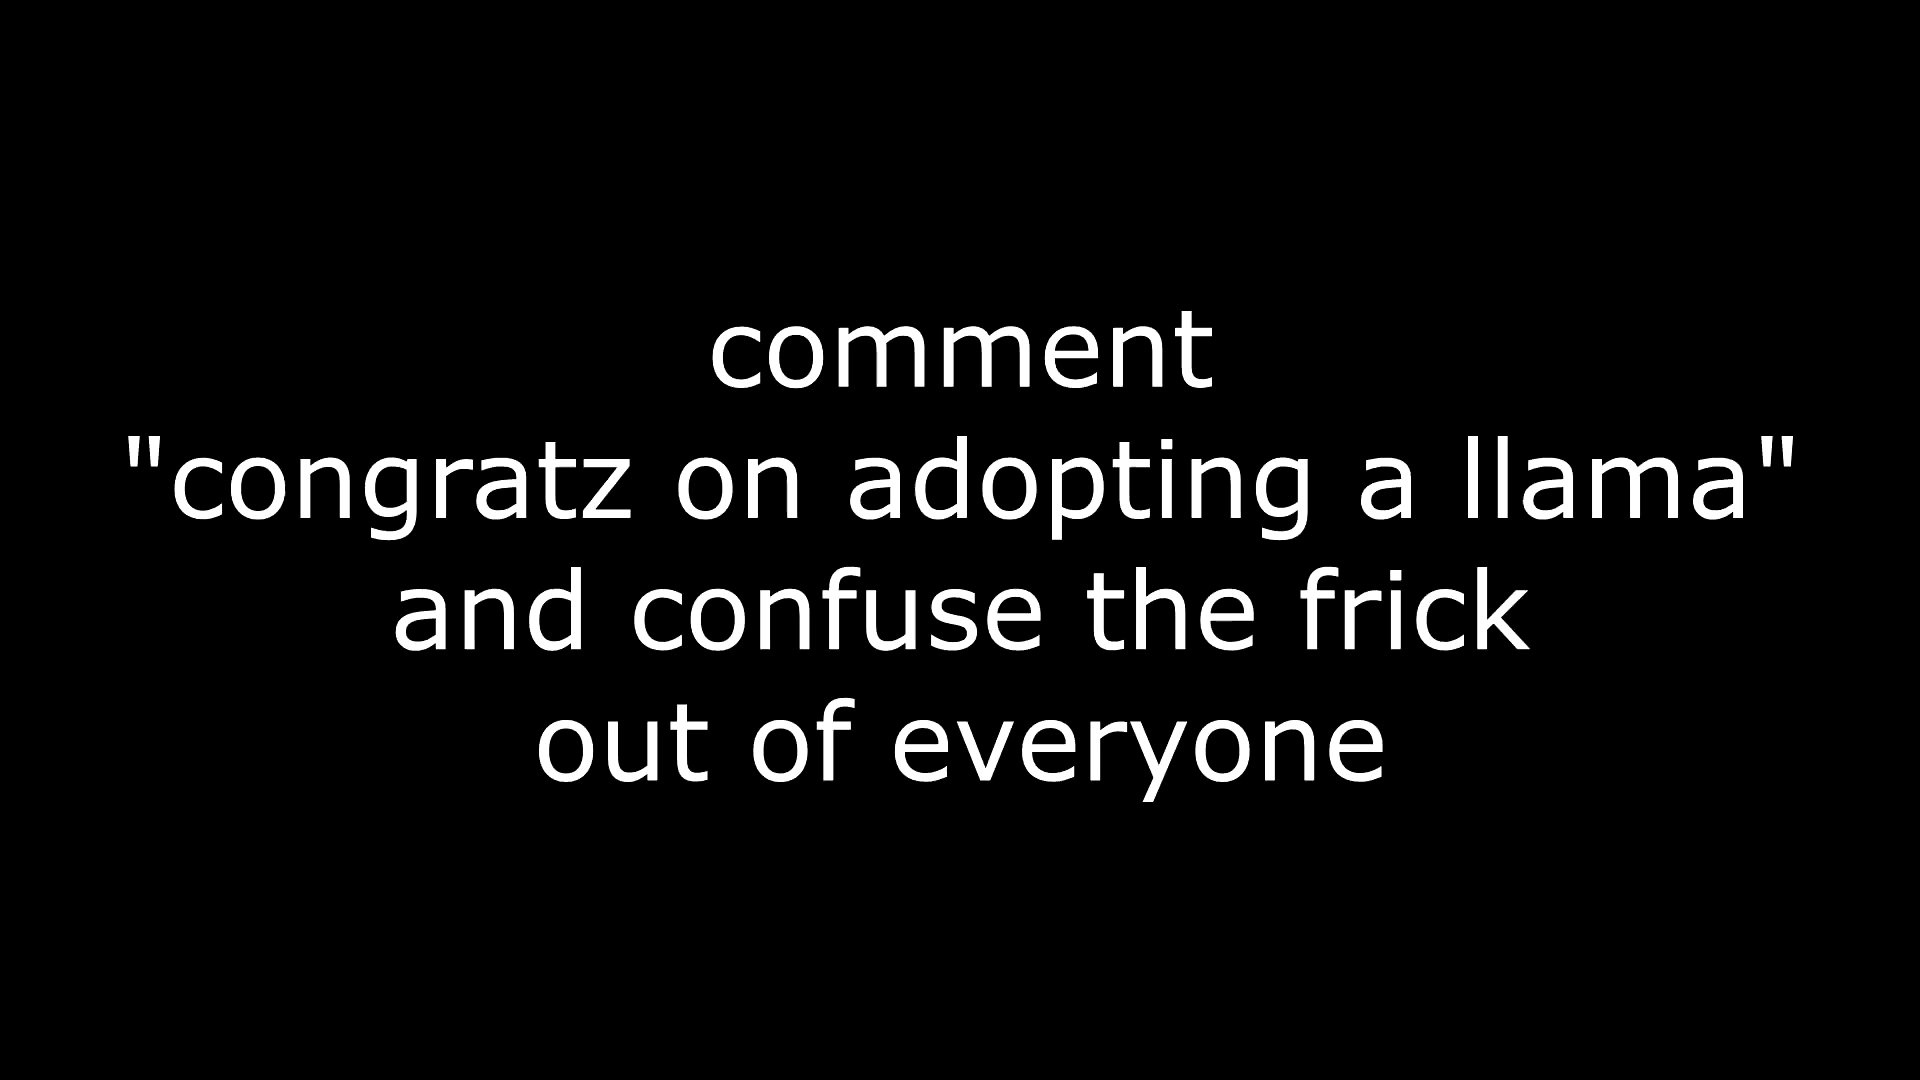 comment
"congratz on adopting a llama"
and confuse the frick
out of everyone